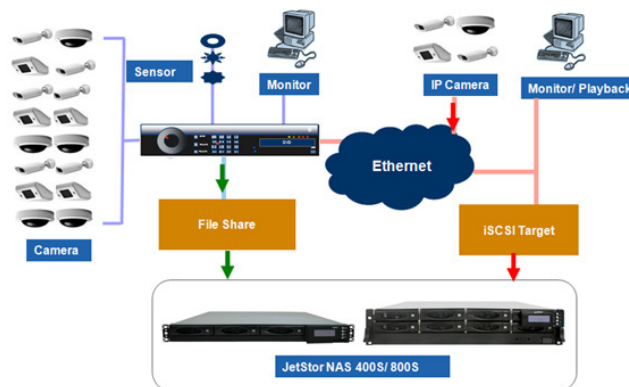 Sensor
Monitor
IP Camera
Monitor/ Playback
Ethernet
File Share
iSCSI Target
Camera
JetStor NAS 400S/ 800S